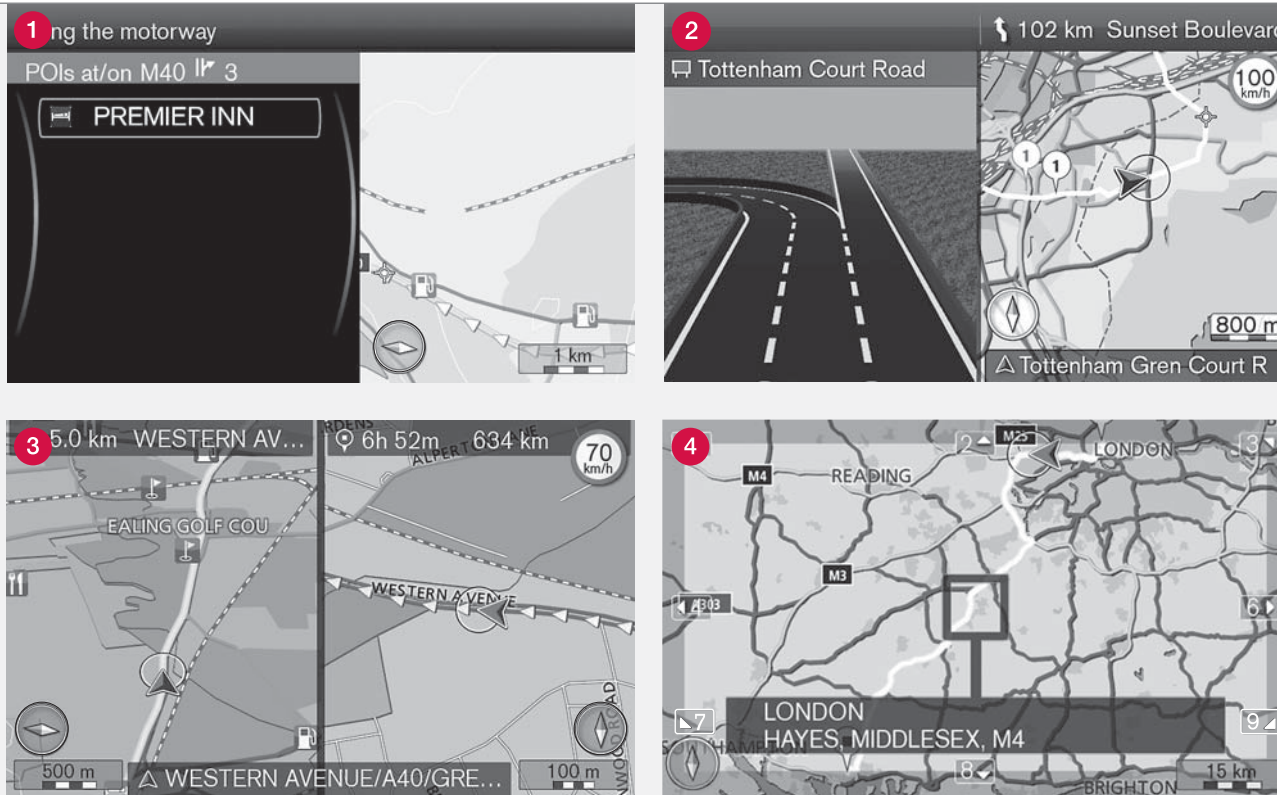 1
ng the motorway
POIs at/on M40 3
PREMIER INN
1 km
2
102 km Sunset Boulevard
Tottenham Court Road
100
km/h
1
1
800 m
Tottenham Gren Court R
3
5.0 km WESTERN AV...
6h 52m 634 km
70
km/h
ALPERTON LANE
EALING GOLF COU
WESTERN AVENUE
500 m
WESTERN AVENUE/A40/GRE...
100 m
4
2
M25
3
LONDON
M4
READING
M3
A303
6
7
LONDON
HAYES, MIDDLESEX, M4
9
8
15 km
BRIGHTON